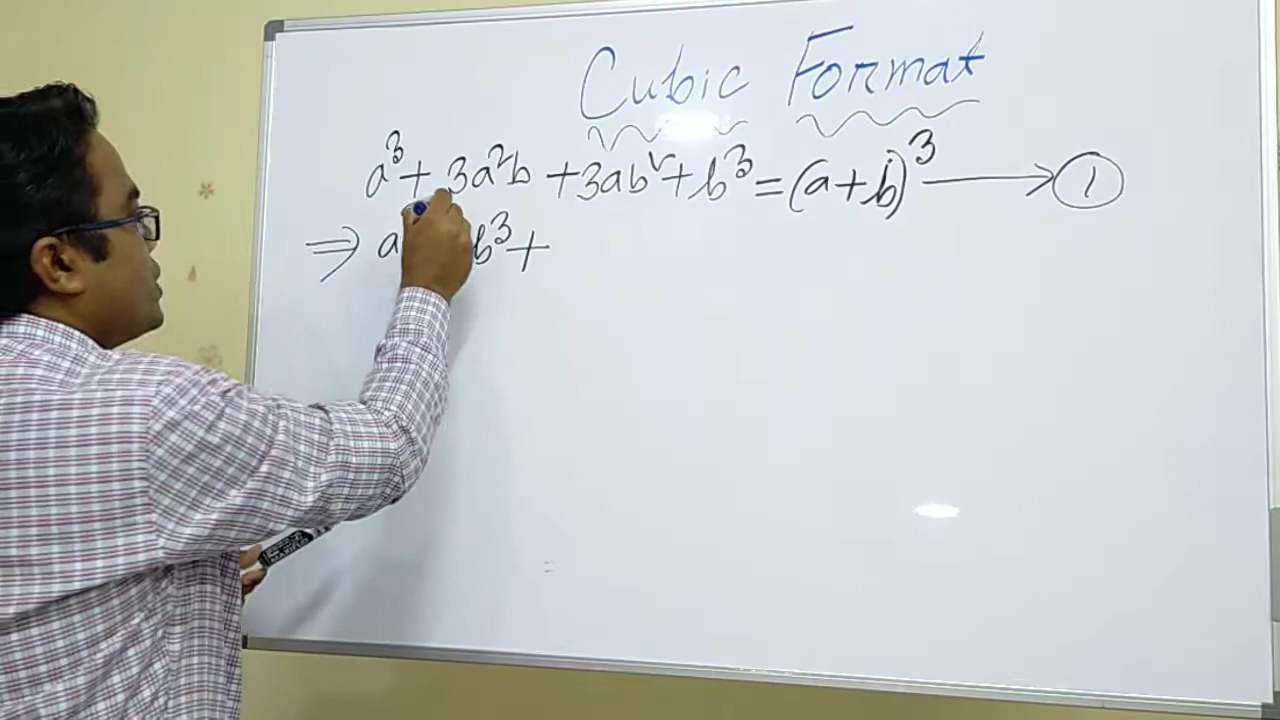 Cubic Format
a³ + 3a²b + 3ab² + b³ = (a+b)³ ⟶ ①
⇒ a b³ +